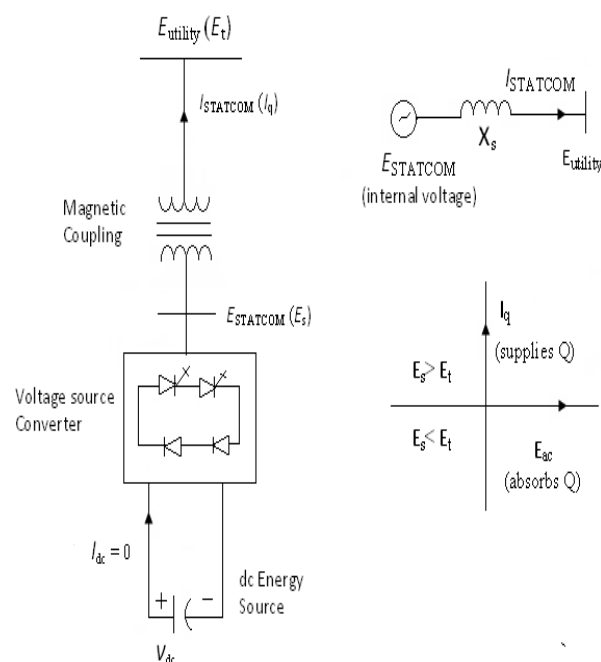 E_utility (E_t)
I_STATCOM (I_q)
Magnetic
Coupling
E_STATCOM (E_s)
Voltage source
Converter
I_dc = 0
+ −
dc Energy
Source
V_dc
I_STATCOM
X_s
E_STATCOM
(internal voltage)
E_utility
I_q
(supplies Q)
E_s > E_t
E_s < E_t
E_ac
(absorbs Q)